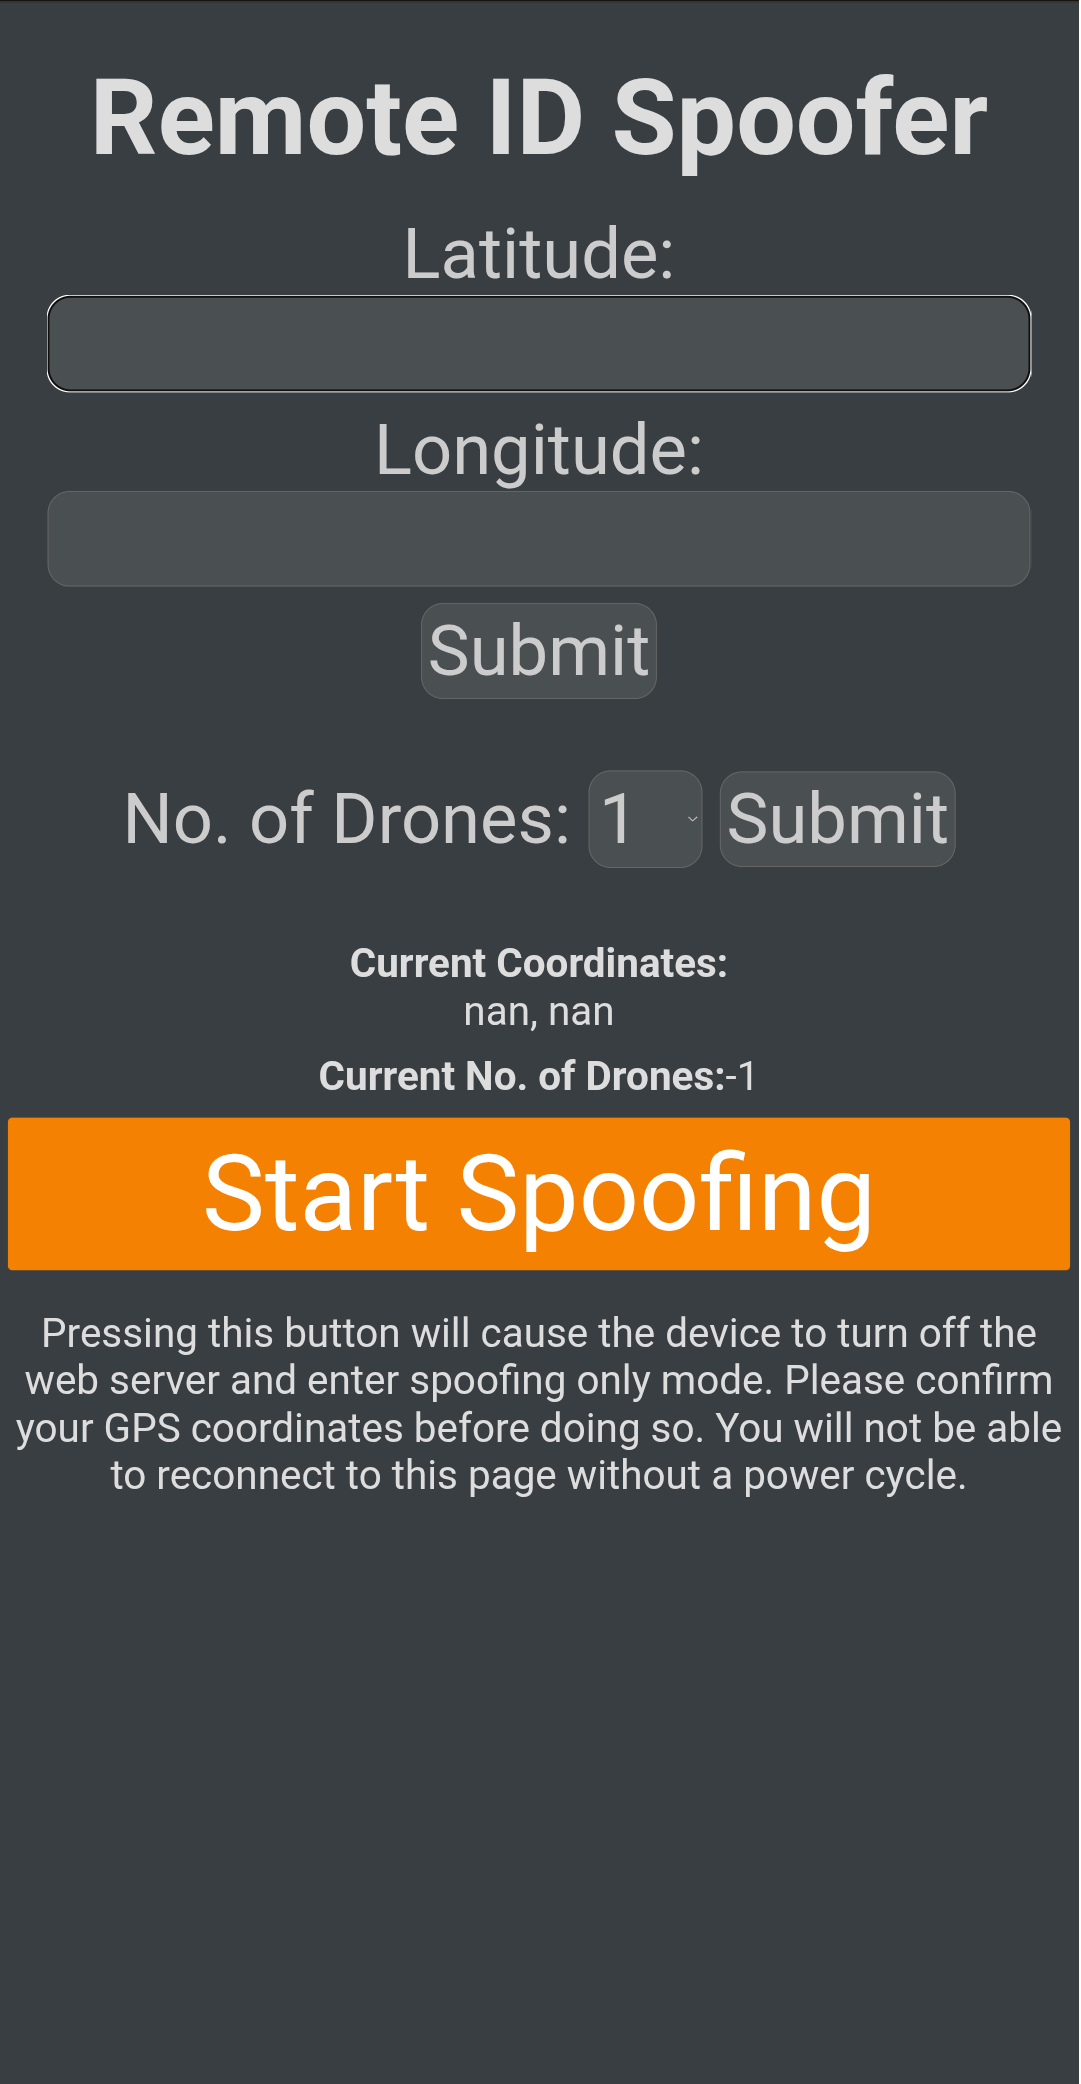 Remote ID Spoofer
Latitude:
Longitude:
Submit
No. of Drones: 1 Submit
Current Coordinates:
nan, nan
Current No. of Drones:-1
Start Spoofing
Pressing this button will cause the device to turn off the
web server and enter spoofing only mode. Please confirm
your GPS coordinates before doing so. You will not be able
to reconnect to this page without a power cycle.